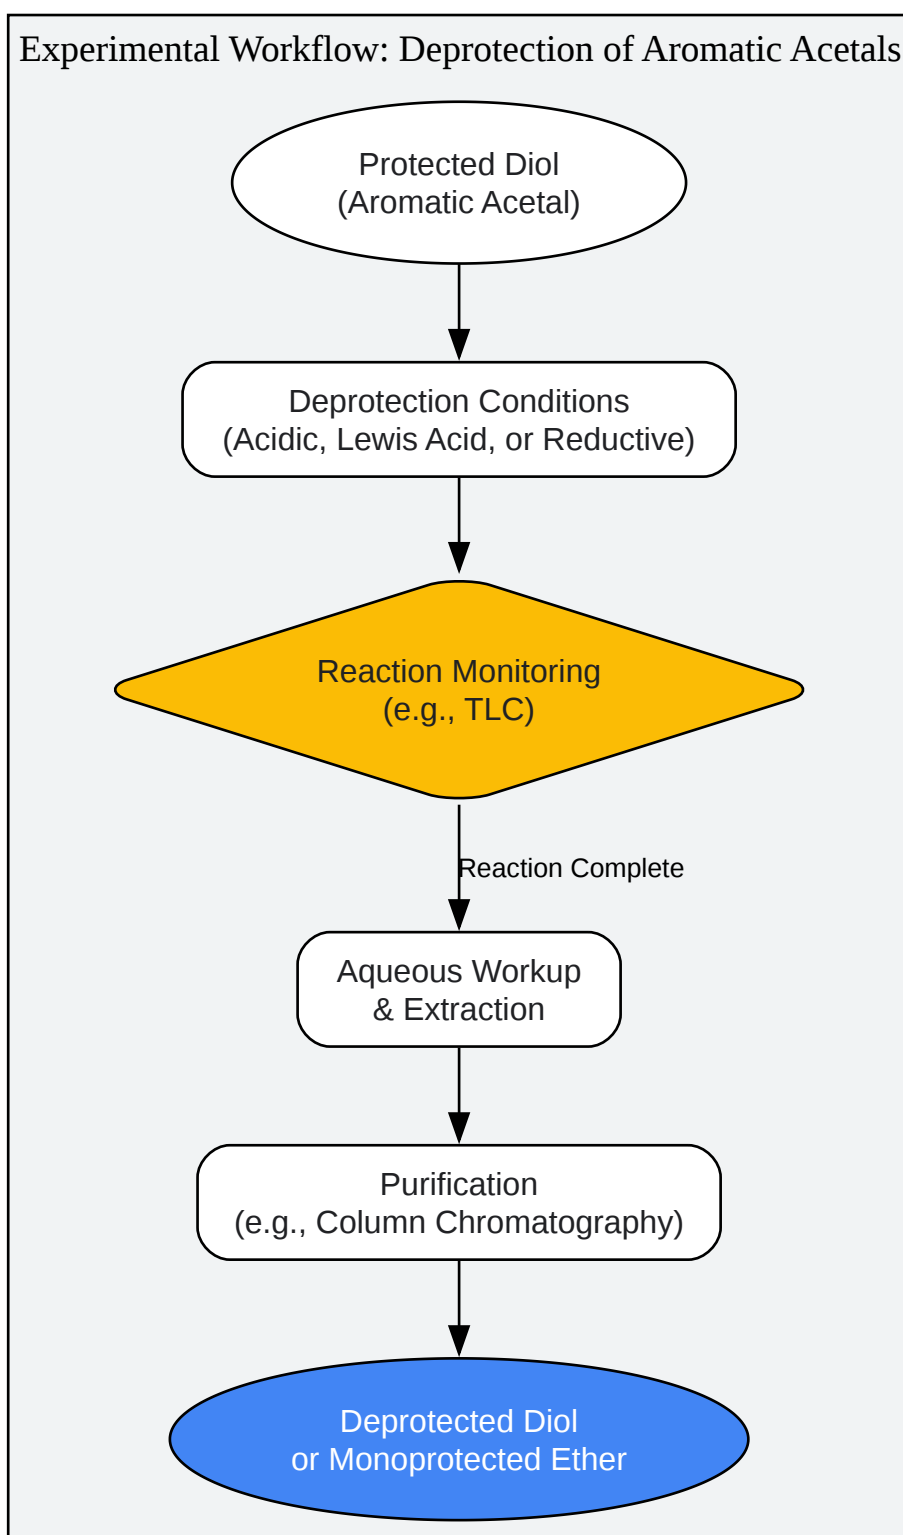 Experimental Workflow: Deprotection of Aromatic Acetals
Protected Diol
(Aromatic Acetal)
Deprotection Conditions
(Acidic, Lewis Acid, or Reductive)
Reaction Monitoring
(e.g., TLC)
Reaction Complete
Aqueous Workup
& Extraction
Purification
(e.g., Column Chromatography)
Deprotected Diol
or Monoprotected Ether